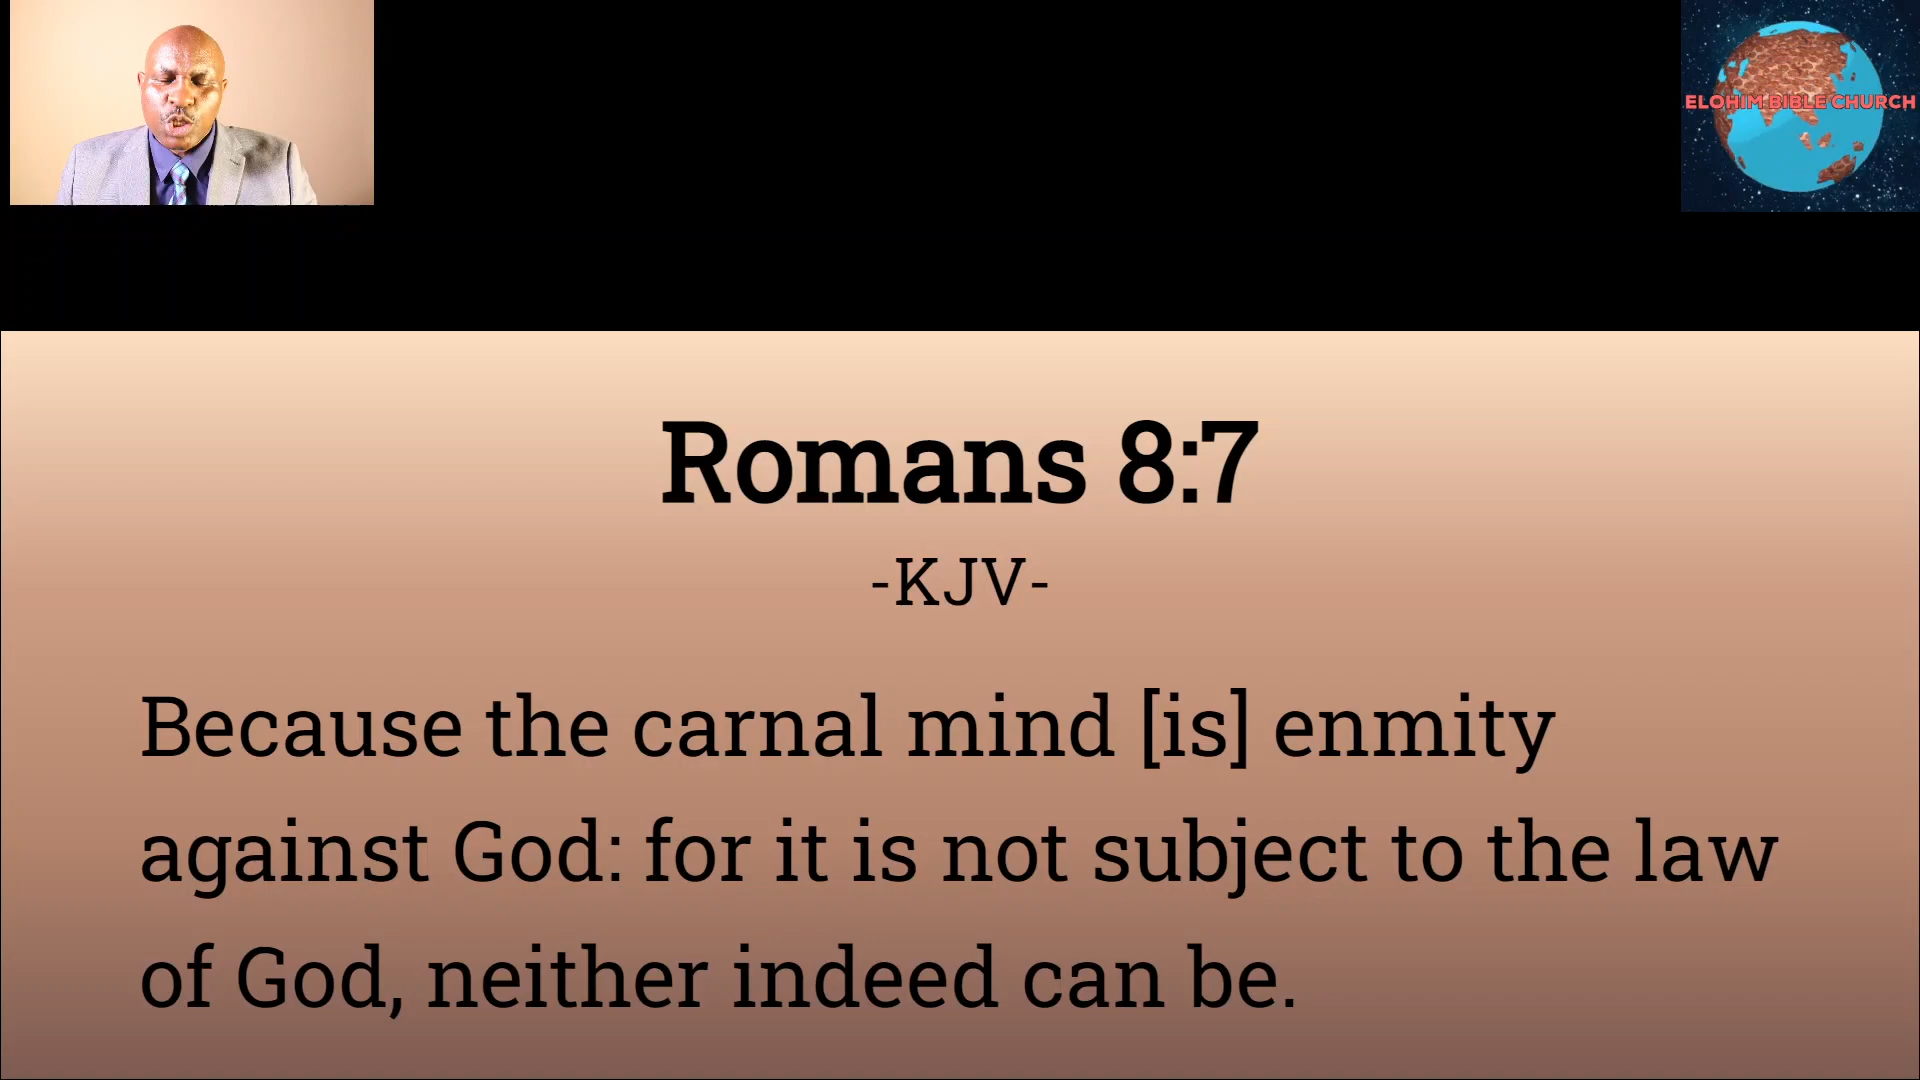 ELOHIM BIBLE CHURCH
Romans 8:7
-KJV-
Because the carnal mind [is] enmity
against God: for it is not subject to the law
of God, neither indeed can be.